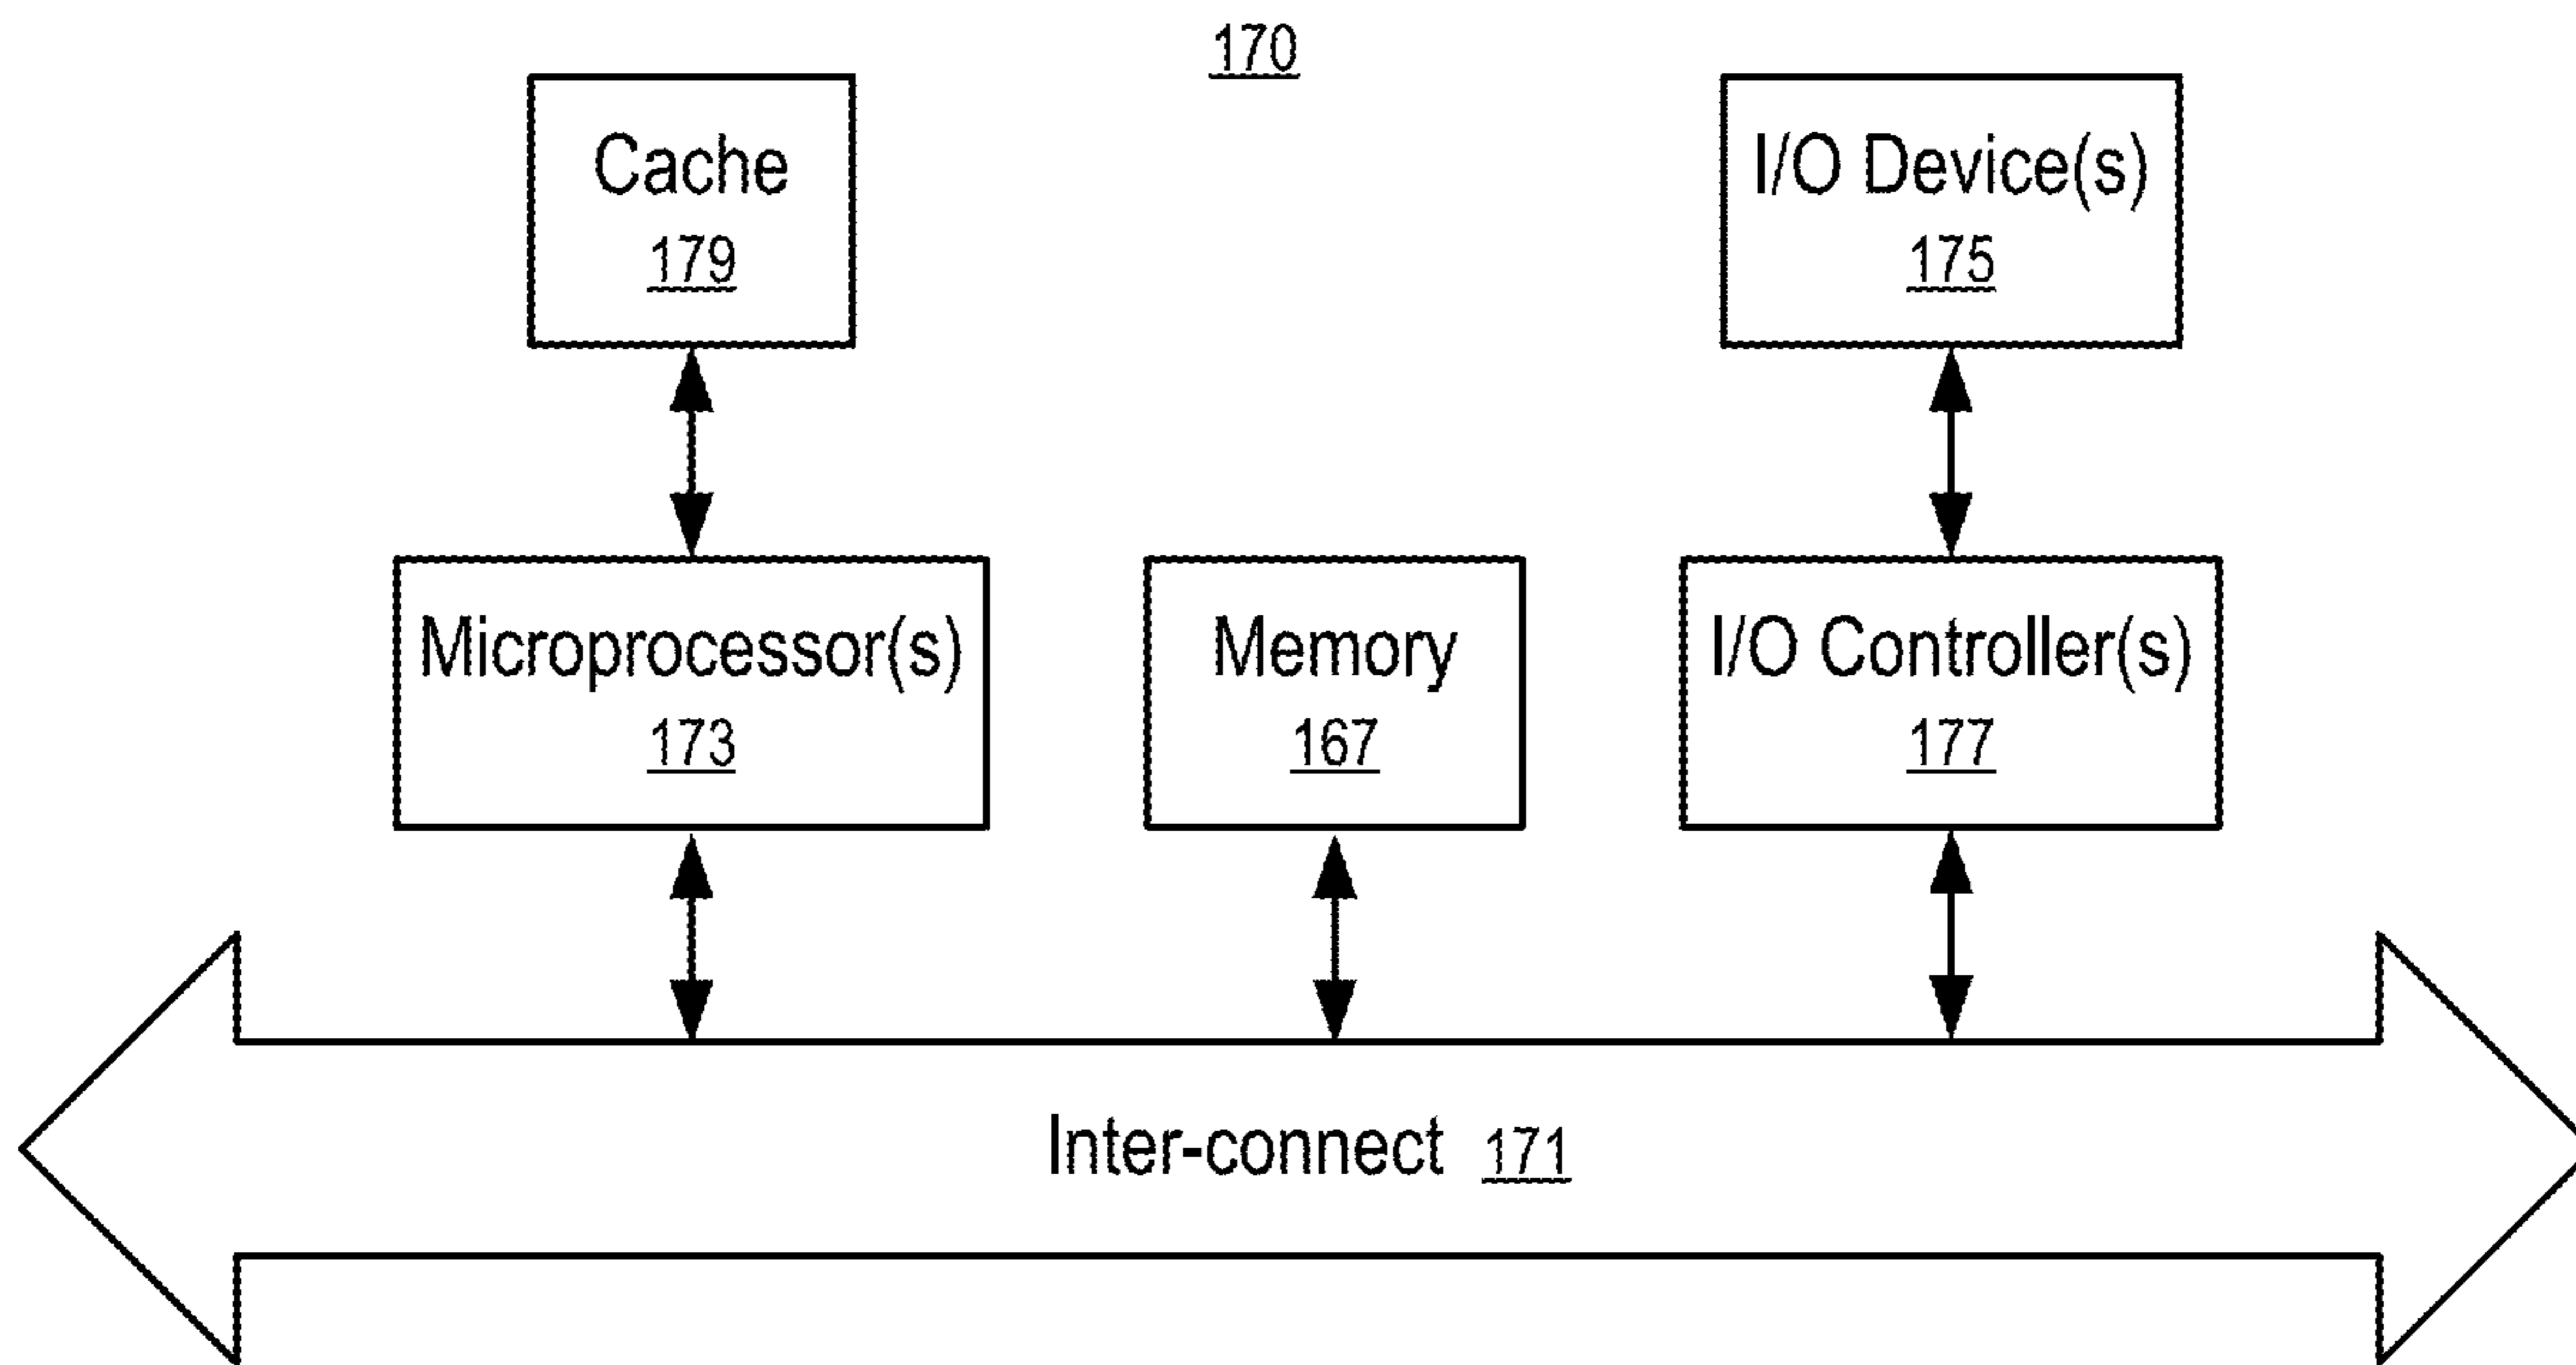 170
Cache
179
I/O Device(s)
175
Microprocessor(s)
173
Memory
167
I/O Controller(s)
177
Inter-connect 171